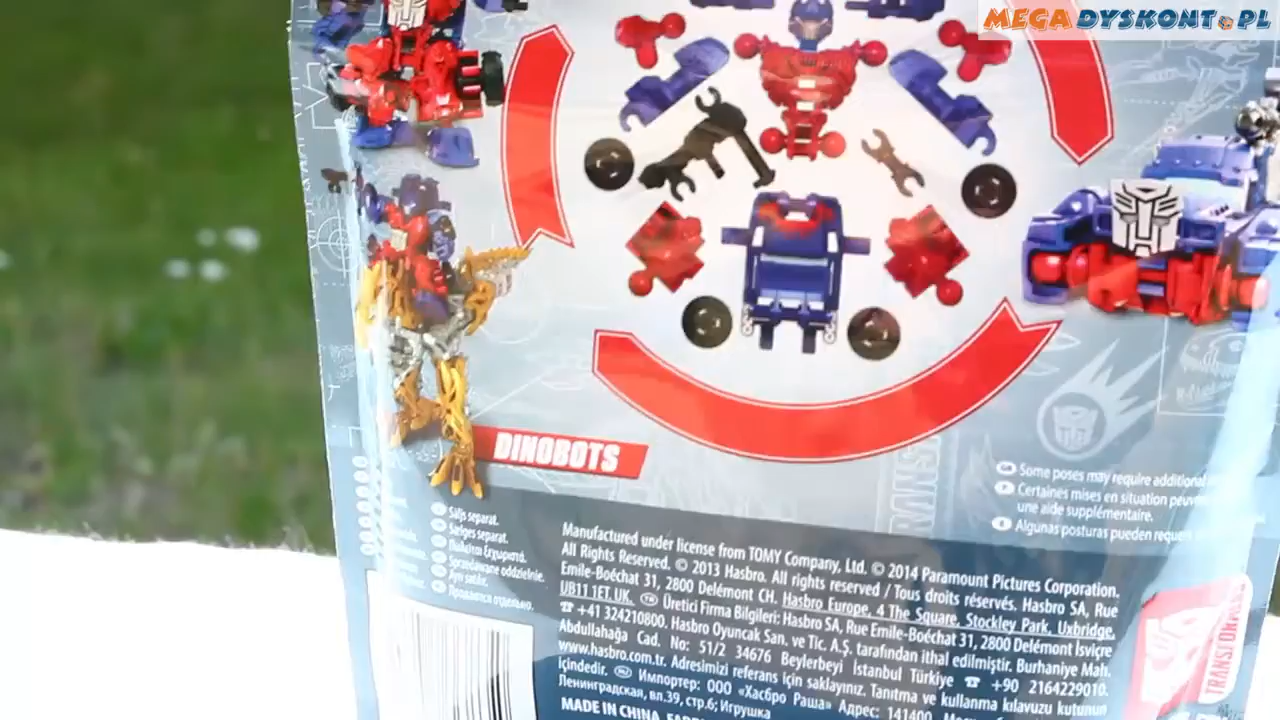 MEGADYSKONT.PL
DINOBOTS
Some poses may require additional
Certaines mises en situation peuvent
une aide supplémentaire.
Algunas posturas pueden
Säljs separat.
Sælges separat.
Πωλείται ξεχωριστά.
Sprzedawane oddzielnie.
Ayrı satılır.
Продаются отдельно.
Manufactured under license from TOMY Company, Ltd. © 2014 Paramount Pictures Corporation.
All Rights Reserved. © 2013 Hasbro. All rights reserved / Tous droits réservés. Hasbro SA, Rue
Emile-Boéchat 31, 2800 Delémont CH. Hasbro Europe, 4 The Square, Stockley Park, Uxbridge,
UB11 1ET. UK. TR Üretici Firma Bilgileri: Hasbro SA, Rue Emile-Boéchat 31, 2800 Delémont İsviçre
☎ +41 324210800. Hasbro Oyuncak San. ve Tic. A.Ş. tarafından ithal edilmiştir. Burhaniye Mah.
Abdullahağa Cad. No: 51/2 34676 Beylerbeyi İstanbul Türkiye ☎ +90 2164229010.
www.hasbro.com.tr. Adresimizi referans için saklayınız. Tanıtma ve kullanma kılavuzu kutunun
içindedir. RU Импортер: ООО «Хасбро Раша» Адрес: 141400,
Ленинградская, вл.39, стр.6; Игрушка
MADE IN CHINA.
TRANSFORMERS